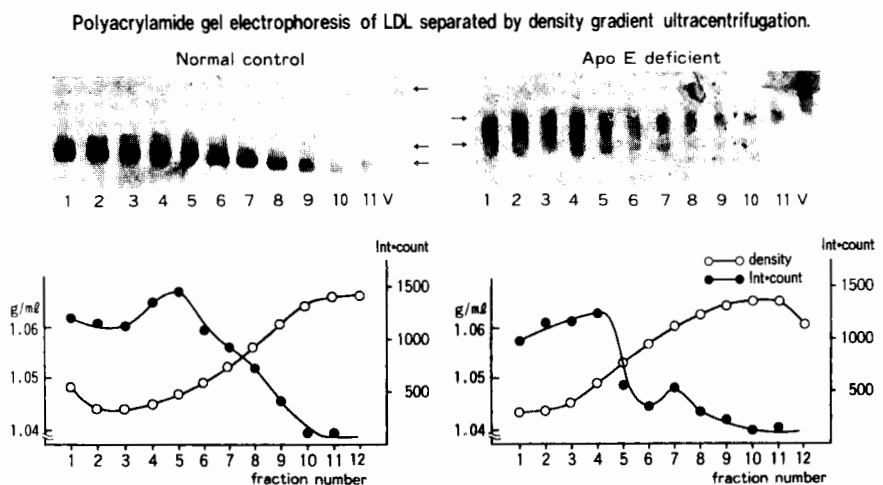 Polyacrylamide gel electrophoresis of LDL separated by density gradient ultracentrifugation.
Normal control
Apo E deficient
1 2 3 4 5 6 7 8 9 10 11 V
1 2 3 4 5 6 7 8 9 10 11 V
Int•count
g/mℓ
1.06
1.05
1.04
1500
1000
500
1 2 3 4 5 6 7 8 9 10 11 12
fraction number
Int•count
density
Int•count
g/mℓ
1.06
1.05
1.04
1500
1000
500
1 2 3 4 5 6 7 8 9 10 11 12
fraction number